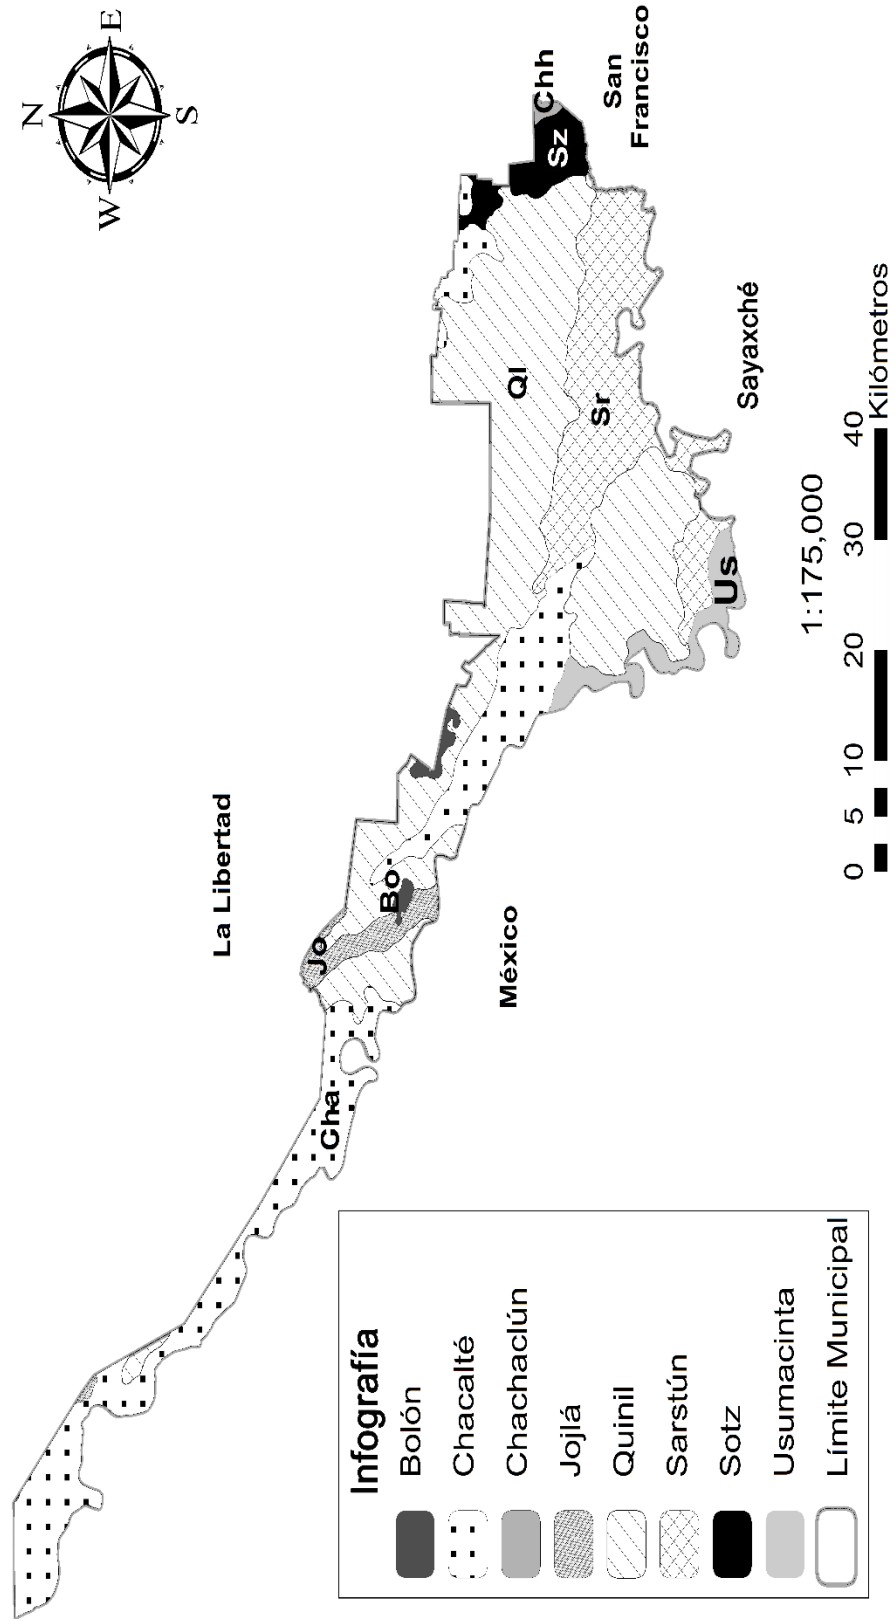 N
E
W
S
La Libertad
México
Sayaxché
San
Francisco
Cha
Jo
Bo
Ql
Sr
Us
Sz
Chh
Infografía
Bolón
Chacalté
Chachaclún
Jojlá
Quinil
Sarstún
Sotz
Usumacinta
Límite Municipal
1:175,000
0 5 10 20 30 40
Kilómetros